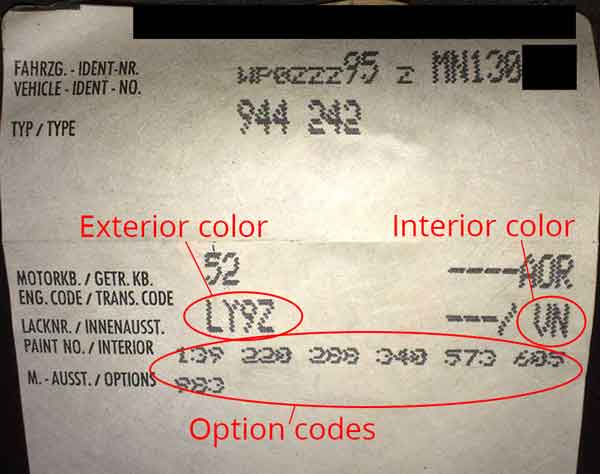 FAHRZG. - IDENT-NR. WP0ZZZ95 Z MN130
VEHICLE - IDENT - NO.
TYP / TYPE 944 242
Exterior color Interior color
MOTORKB. / GETR. KB. 52 ----AOR
ENG. CODE / TRANS. CODE
LACKNR. / INNENAUSST. LY9Z ---/ VN
PAINT NO. / INTERIOR 139 220 288 340 573 605
M. - AUSST. / OPTIONS 983
Option codes